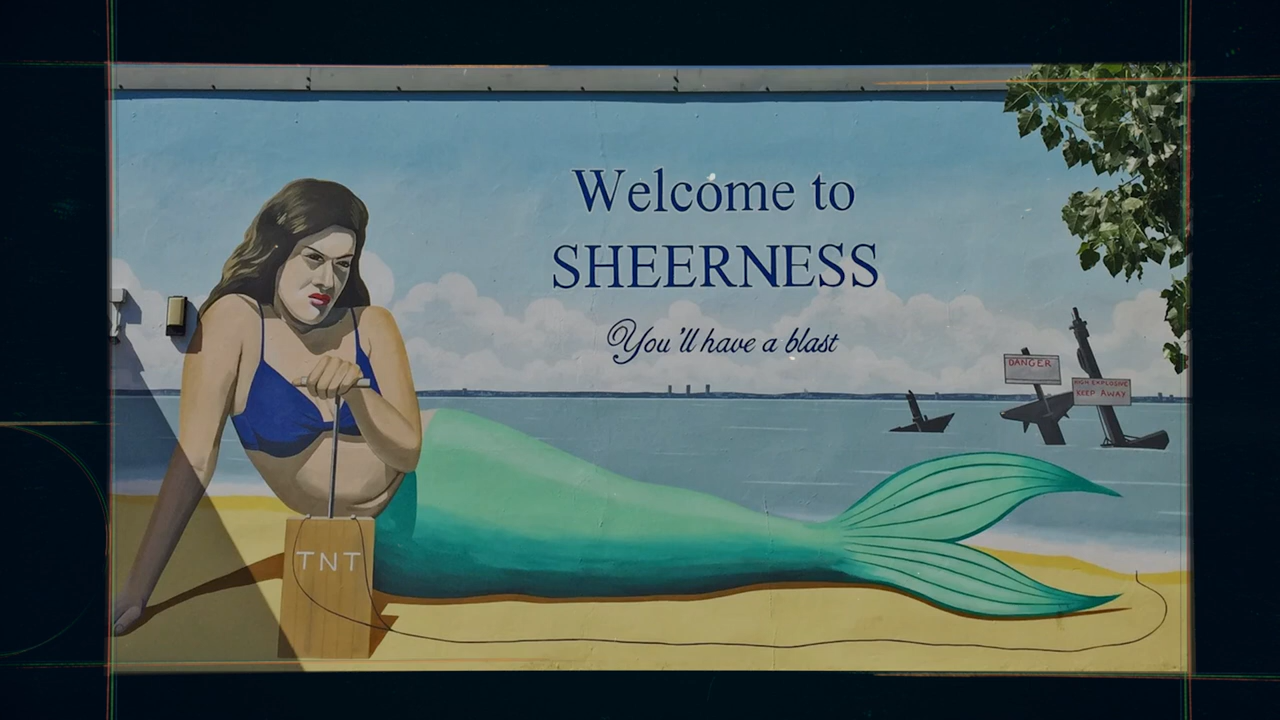 Welcome to
SHEERNESS
You'll have a blast
DANGER
HIGH EXPLOSIVE
KEEP AWAY
TNT